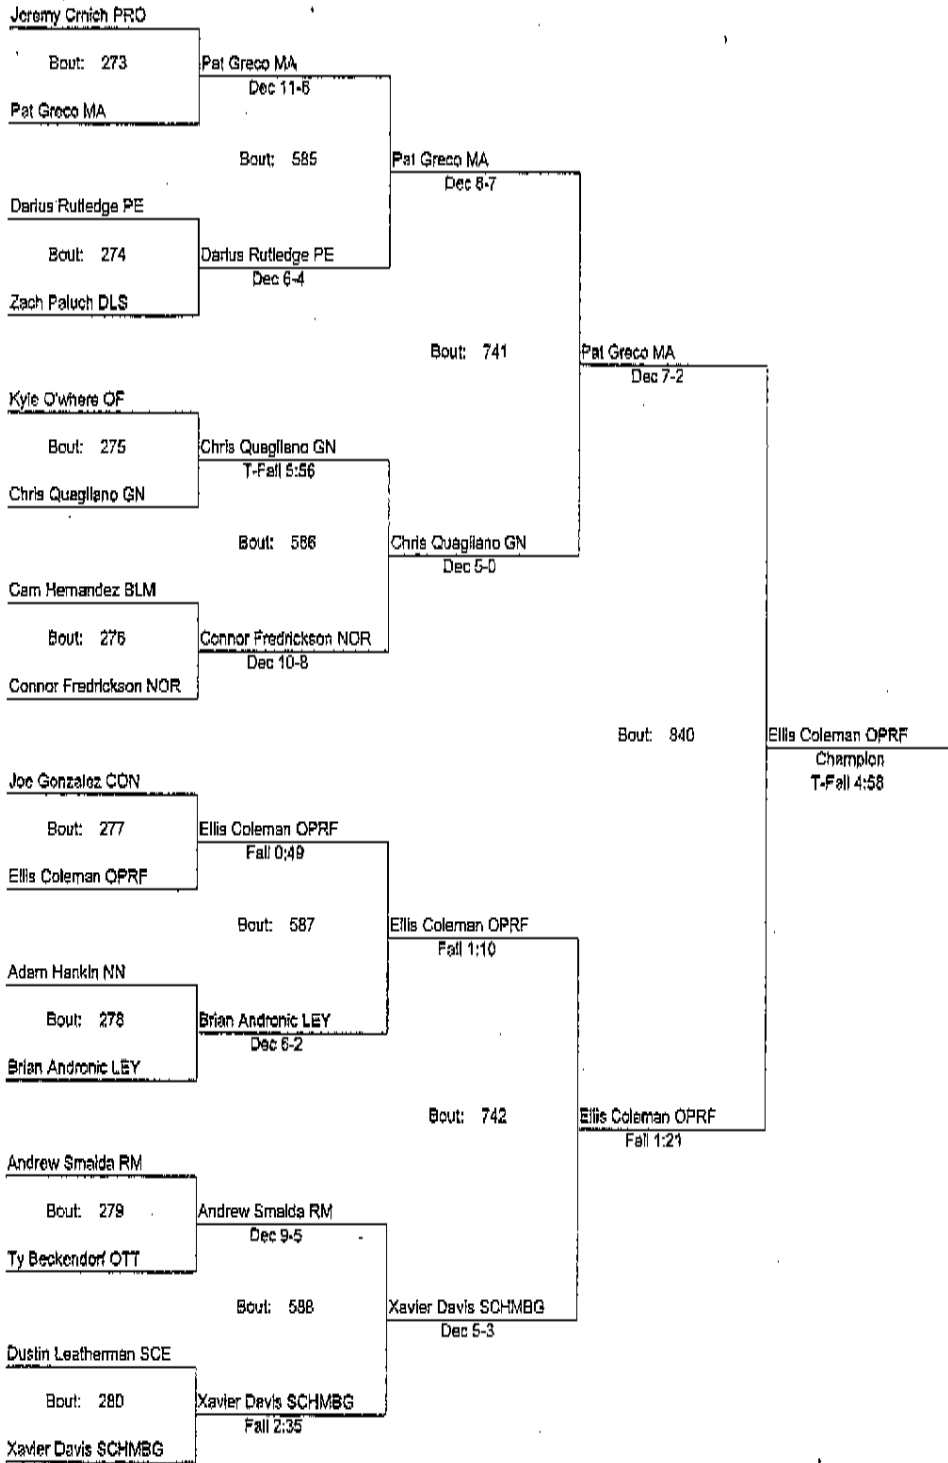 Jeremy Crnich PRO
Bout: 273
Pat Greco MA
Dec 11-6
Pat Greco MA
Bout: 585
Pat Greco MA
Dec 8-7
Darius Rutledge PE
Bout: 274
Darius Rutledge PE
Dec 6-4
Zach Paluch DLS
Bout: 741
Pat Greco MA
Dec 7-2
Kyle O'where OF
Bout: 275
Chris Quagliano GN
T-Fall 5:56
Chris Quagliano GN
Bout: 586
Chris Quagliano GN
Dec 5-0
Cam Hernandez BLM
Bout: 276
Connor Fredrickson NOR
Dec 10-8
Connor Fredrickson NOR
Bout: 840
Ellis Coleman OPRF
Champion
T-Fall 4:58
Joe Gonzalez CON
Bout: 277
Ellis Coleman OPRF
Fall 0:49
Ellis Coleman OPRF
Bout: 587
Ellis Coleman OPRF
Fall 1:10
Adam Hankin NN
Bout: 278
Brian Andronic LEY
Dec 6-2
Brian Andronic LEY
Bout: 742
Ellis Coleman OPRF
Fall 1:21
Andrew Smalda RM
Bout: 279
Andrew Smalda RM
Dec 9-5
Ty Beckendorf OTT
Bout: 588
Xavier Davis SCHMBG
Dec 5-3
Dustin Leatherman SCE
Bout: 280
Xavier Davis SCHMBG
Fall 2:35
Xavier Davis SCHMBG